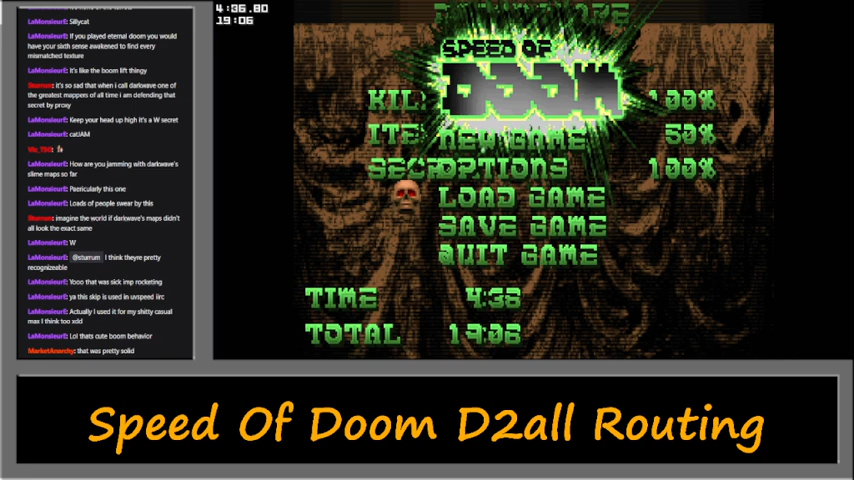 LaMonsieurE: Sillycat
LaMonsieurE: If you played eternal doom you would
have your sixth sense awakened to find every
mismatched texture
LaMonsieurE: it's like the boom lift thingy
Sturrum: it's so sad that when i call darkwave one of
the greatest mappers of all time i am defending that
secret by proxy
LaMonsieurE: Keep your head up high it's a W secret
LaMonsieurE: catJAM
LaMonsieurE: How are you jamming with darkwave's
slime maps so far
LaMonsieurE: Paericularly this one
LaMonsieurE: Loads of people swear by this
Sturrum: imagine the world if darkwave's maps didn't
all look the exact same
LaMonsieurE: W
LaMonsieurE: @sturrum I think theyre pretty
recognizeable
LaMonsieurE: Yooo that was sick imp rocketing
LaMonsieurE: ya this skip is used in uvspeed iirc
LaMonsieurE: Actually I used it for my shitty casual
max I think too xdd
LaMonsieurE: Lol thats cute boom behavior
MarketAnarchy: that was pretty solid
4:36.80
19:06
SPEED OF
DOOM
KIL 100%
ITE NEW GAME 50%
SECR OPTIONS 100%
LOAD GAME
SAVE GAME
QUIT GAME
TIME 4:36
TOTAL 19:06
Speed Of Doom D2all Routing